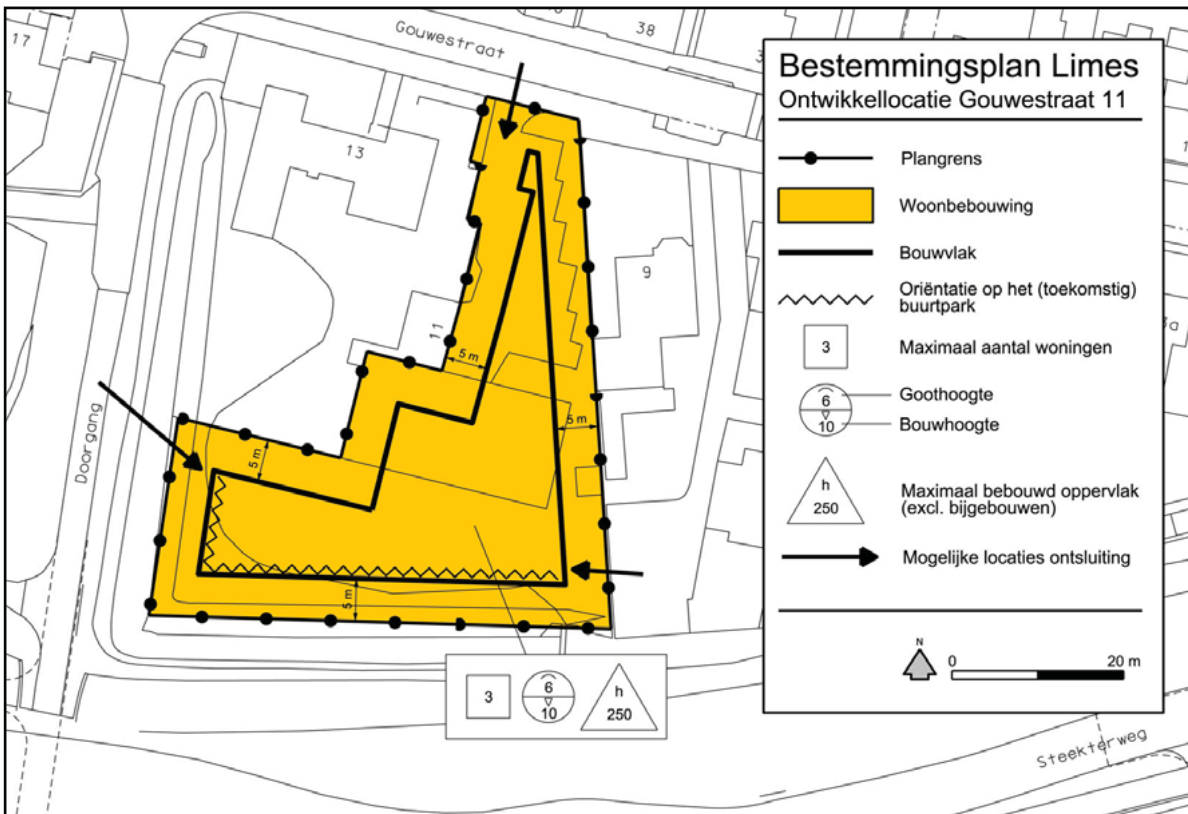 17
Gouwestraat
38
13
9
11
5 m
5 m
5 m
5 m
Doorgang
Steekterweg
3
6
10
h
250
Bestemmingsplan Limes
Ontwikkellocatie Gouwestraat 11
Plangrens
Woonbebouwing
Bouwvlak
Oriëntatie op het (toekomstig)
buurtpark
3
Maximaal aantal woningen
6
10
Goothoogte
Bouwhoogte
h
250
Maximaal bebouwd oppervlak
(excl. bijgebouwen)
Mogelijke locaties ontsluiting
N
0
20 m